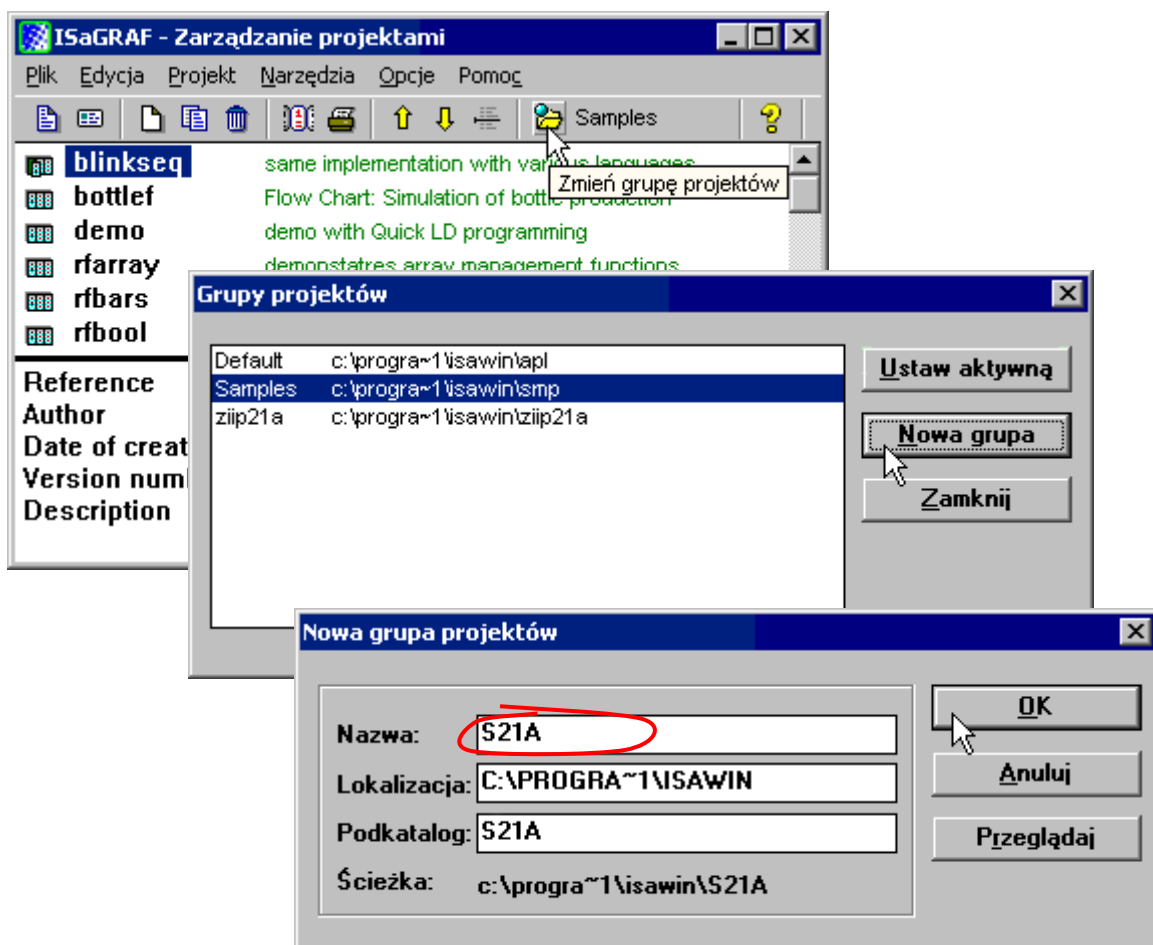 ISaGRAF - Zarządzanie projektami
Plik Edycja Projekt Narzędzia Opcje Pomoc
Samples
blinkseq same implementation with various languages
Zmień grupę projektów
bottlef Flow Chart: Simulation of bottle production
demo demo with Quick LD programming
rfarray demonstatres array management functions
rfbars
rfbool
Reference
Author
Date of creat
Version num
Description
Grupy projektów
Default c:\progra~1\isawin\apl
Samples c:\progra~1\isawin\smp
ziip21a c:\progra~1\isawin\ziip21a
Ustaw aktywną
Nowa grupa
Zamknij
Nowa grupa projektów
Nazwa: S21A
Lokalizacja: C:\PROGRA~1\ISAWIN
Podkatalog: S21A
Ścieżka: c:\progra~1\isawin\S21A
OK
Anuluj
Przeglądaj